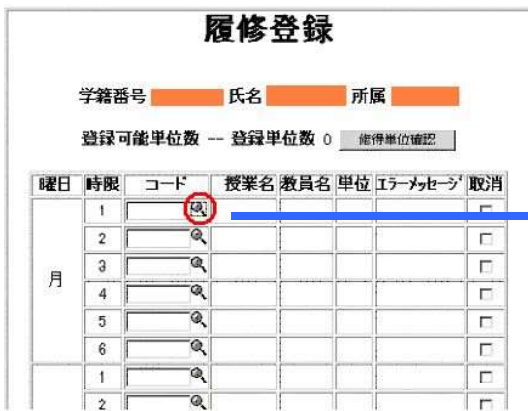 履修登録
学籍番号 氏名 所属
登録可能単位数 -- 登録単位数 0 修得単位確認
曜日 時限 コード 授業名 教員名 単位 エラーメッセージ 取消
月
1
2
3
4
5
6
1
2